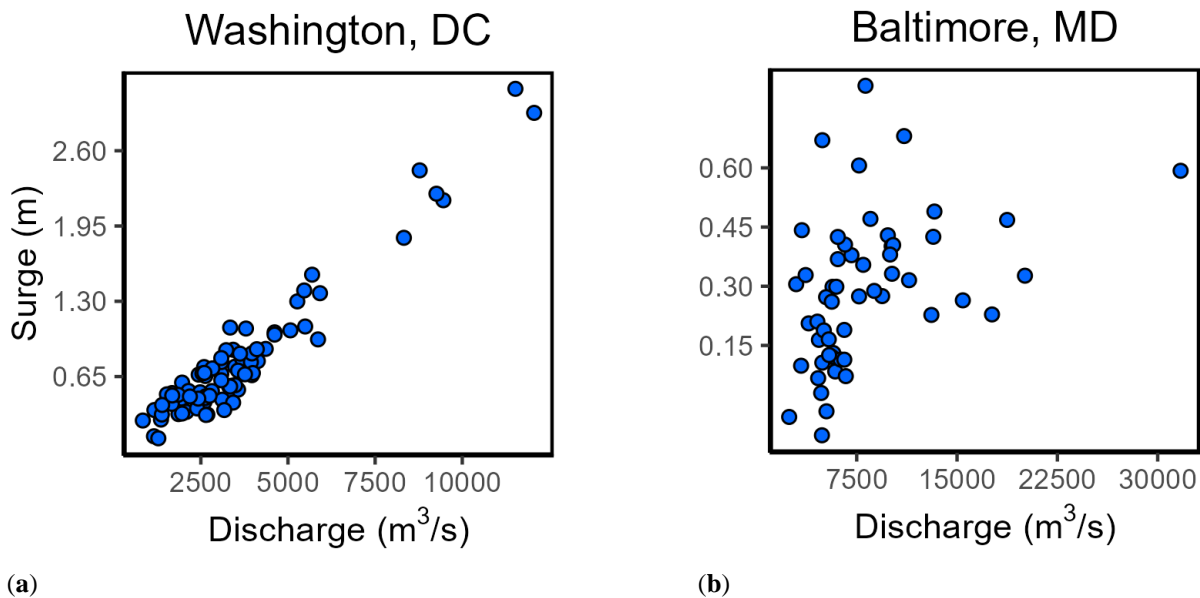 Washington, DC
Surge (m)
2.60
1.95
1.30
0.65
2500 5000 7500 10000
Discharge (m³/s)
(a)
Baltimore, MD
0.60
0.45
0.30
0.15
7500 15000 22500 30000
Discharge (m³/s)
(b)